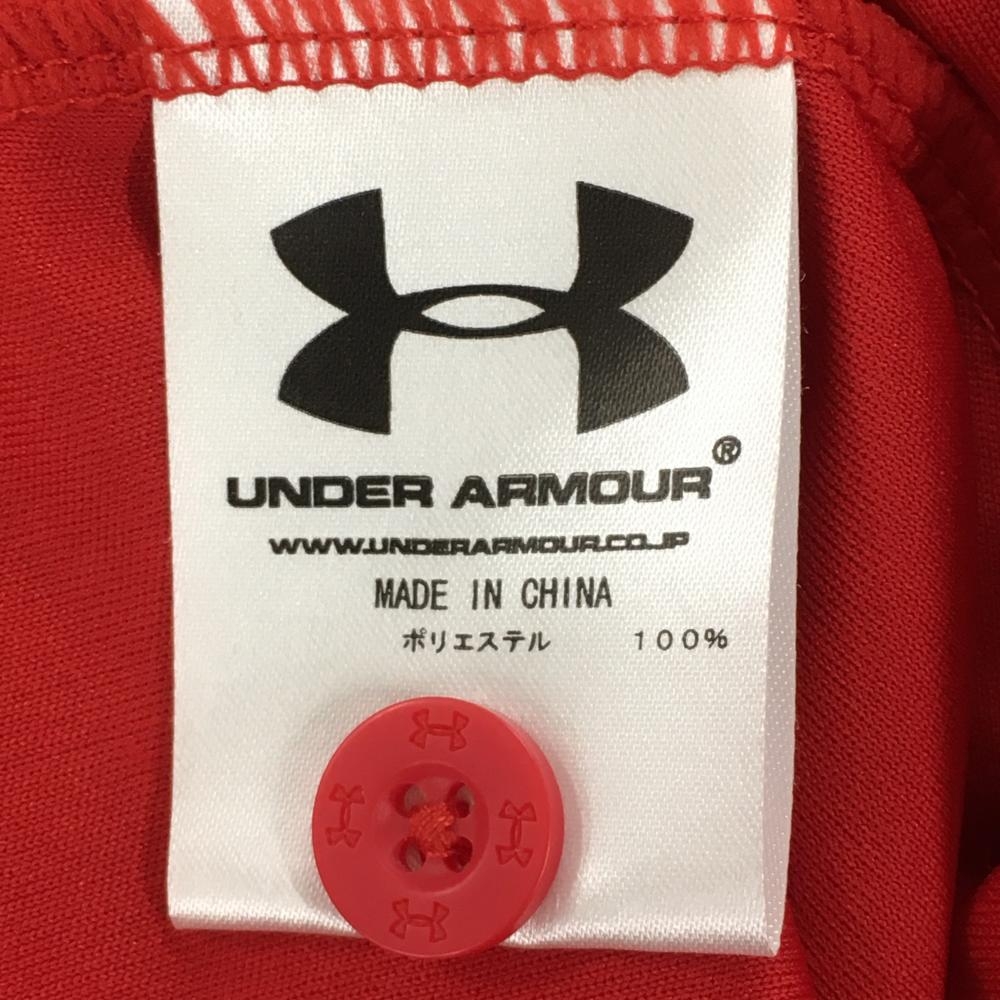 UNDER ARMOUR®
WWW.UNDERARMOUR.CO.JP
MADE IN CHINA
ポリエステル 100%